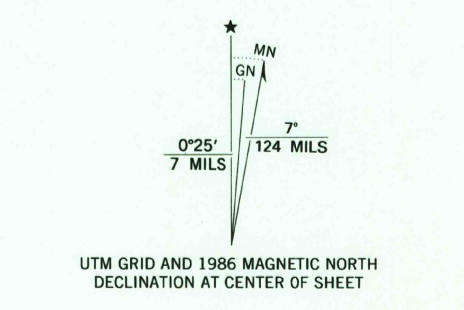 MN
GN
0°25′
7 MILS
7°
124 MILS
UTM GRID AND 1986 MAGNETIC NORTH
DECLINATION AT CENTER OF SHEET